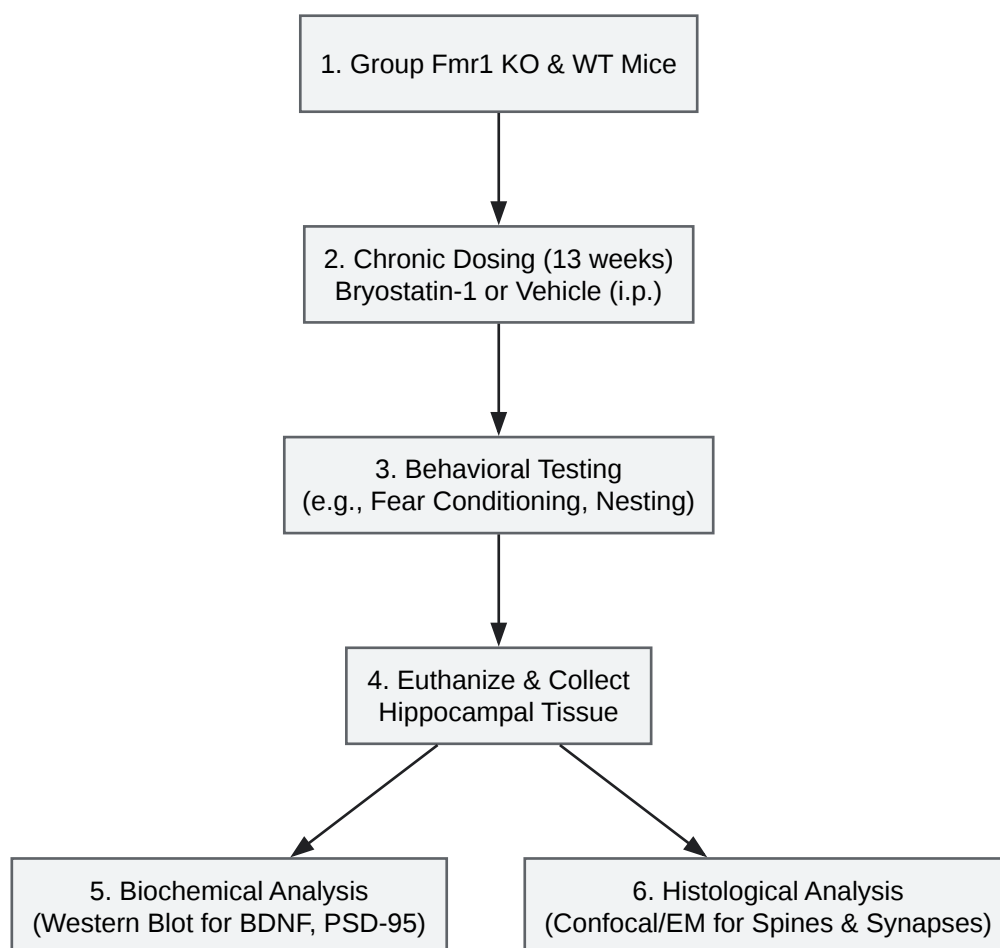 1. Group Fmr1 KO & WT Mice
2. Chronic Dosing (13 weeks)
Bryostatin-1 or Vehicle (i.p.)
3. Behavioral Testing
(e.g., Fear Conditioning, Nesting)
4. Euthanize & Collect
Hippocampal Tissue
5. Biochemical Analysis
(Western Blot for BDNF, PSD-95)
6. Histological Analysis
(Confocal/EM for Spines & Synapses)